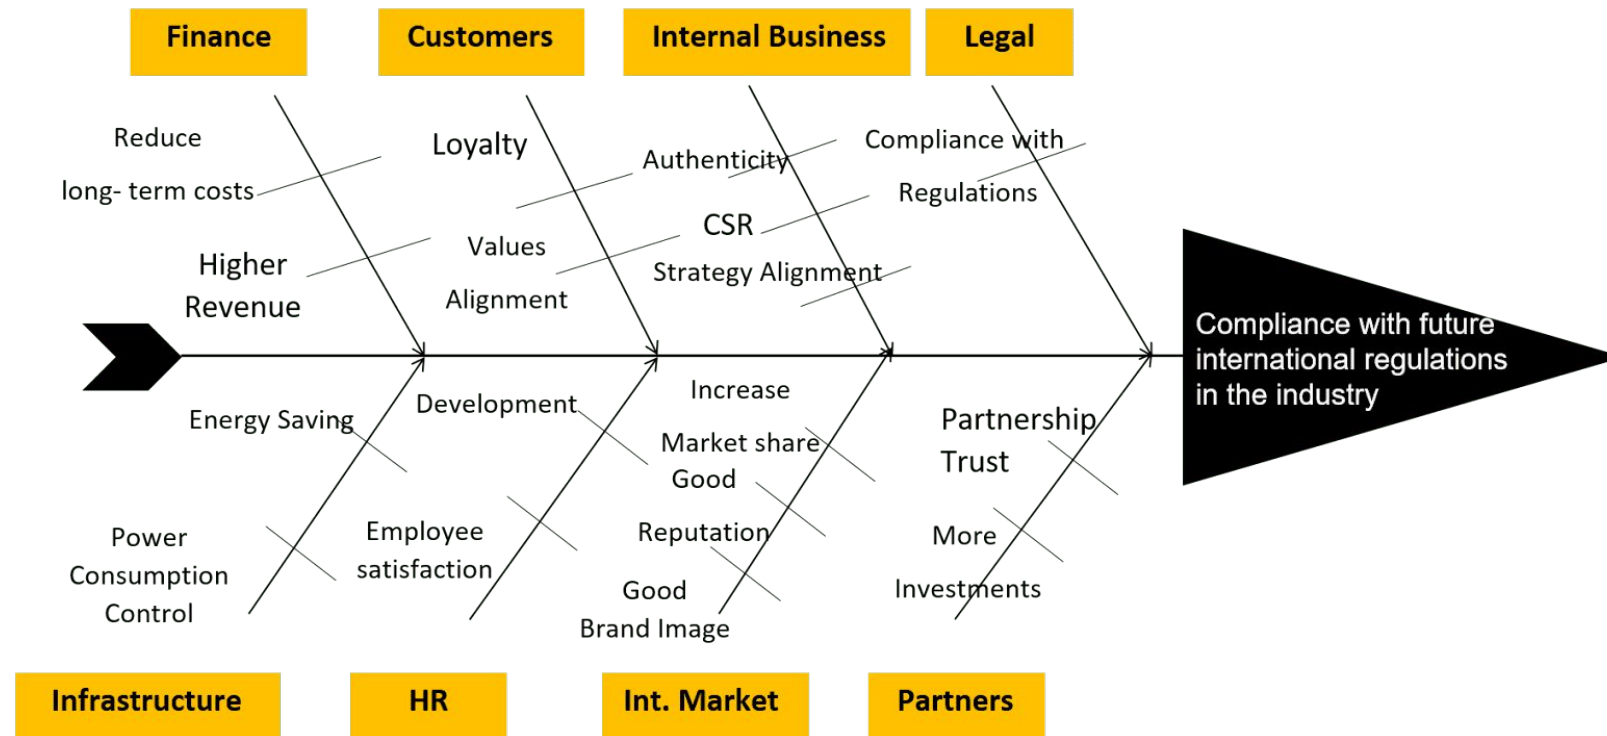 Finance
Customers
Internal Business
Legal
Reduce
long- term costs
Higher
Revenue
Loyalty
Values
Alignment
Authenticity
CSR
Strategy Alignment
Compliance with
Regulations
Compliance with future
international regulations
in the industry
Energy Saving
Power
Consumption
Control
Development
Employee
satisfaction
Increase
Market share
Good
Reputation
Good
Brand Image
Partnership
Trust
More
Investments
Infrastructure
HR
Int. Market
Partners